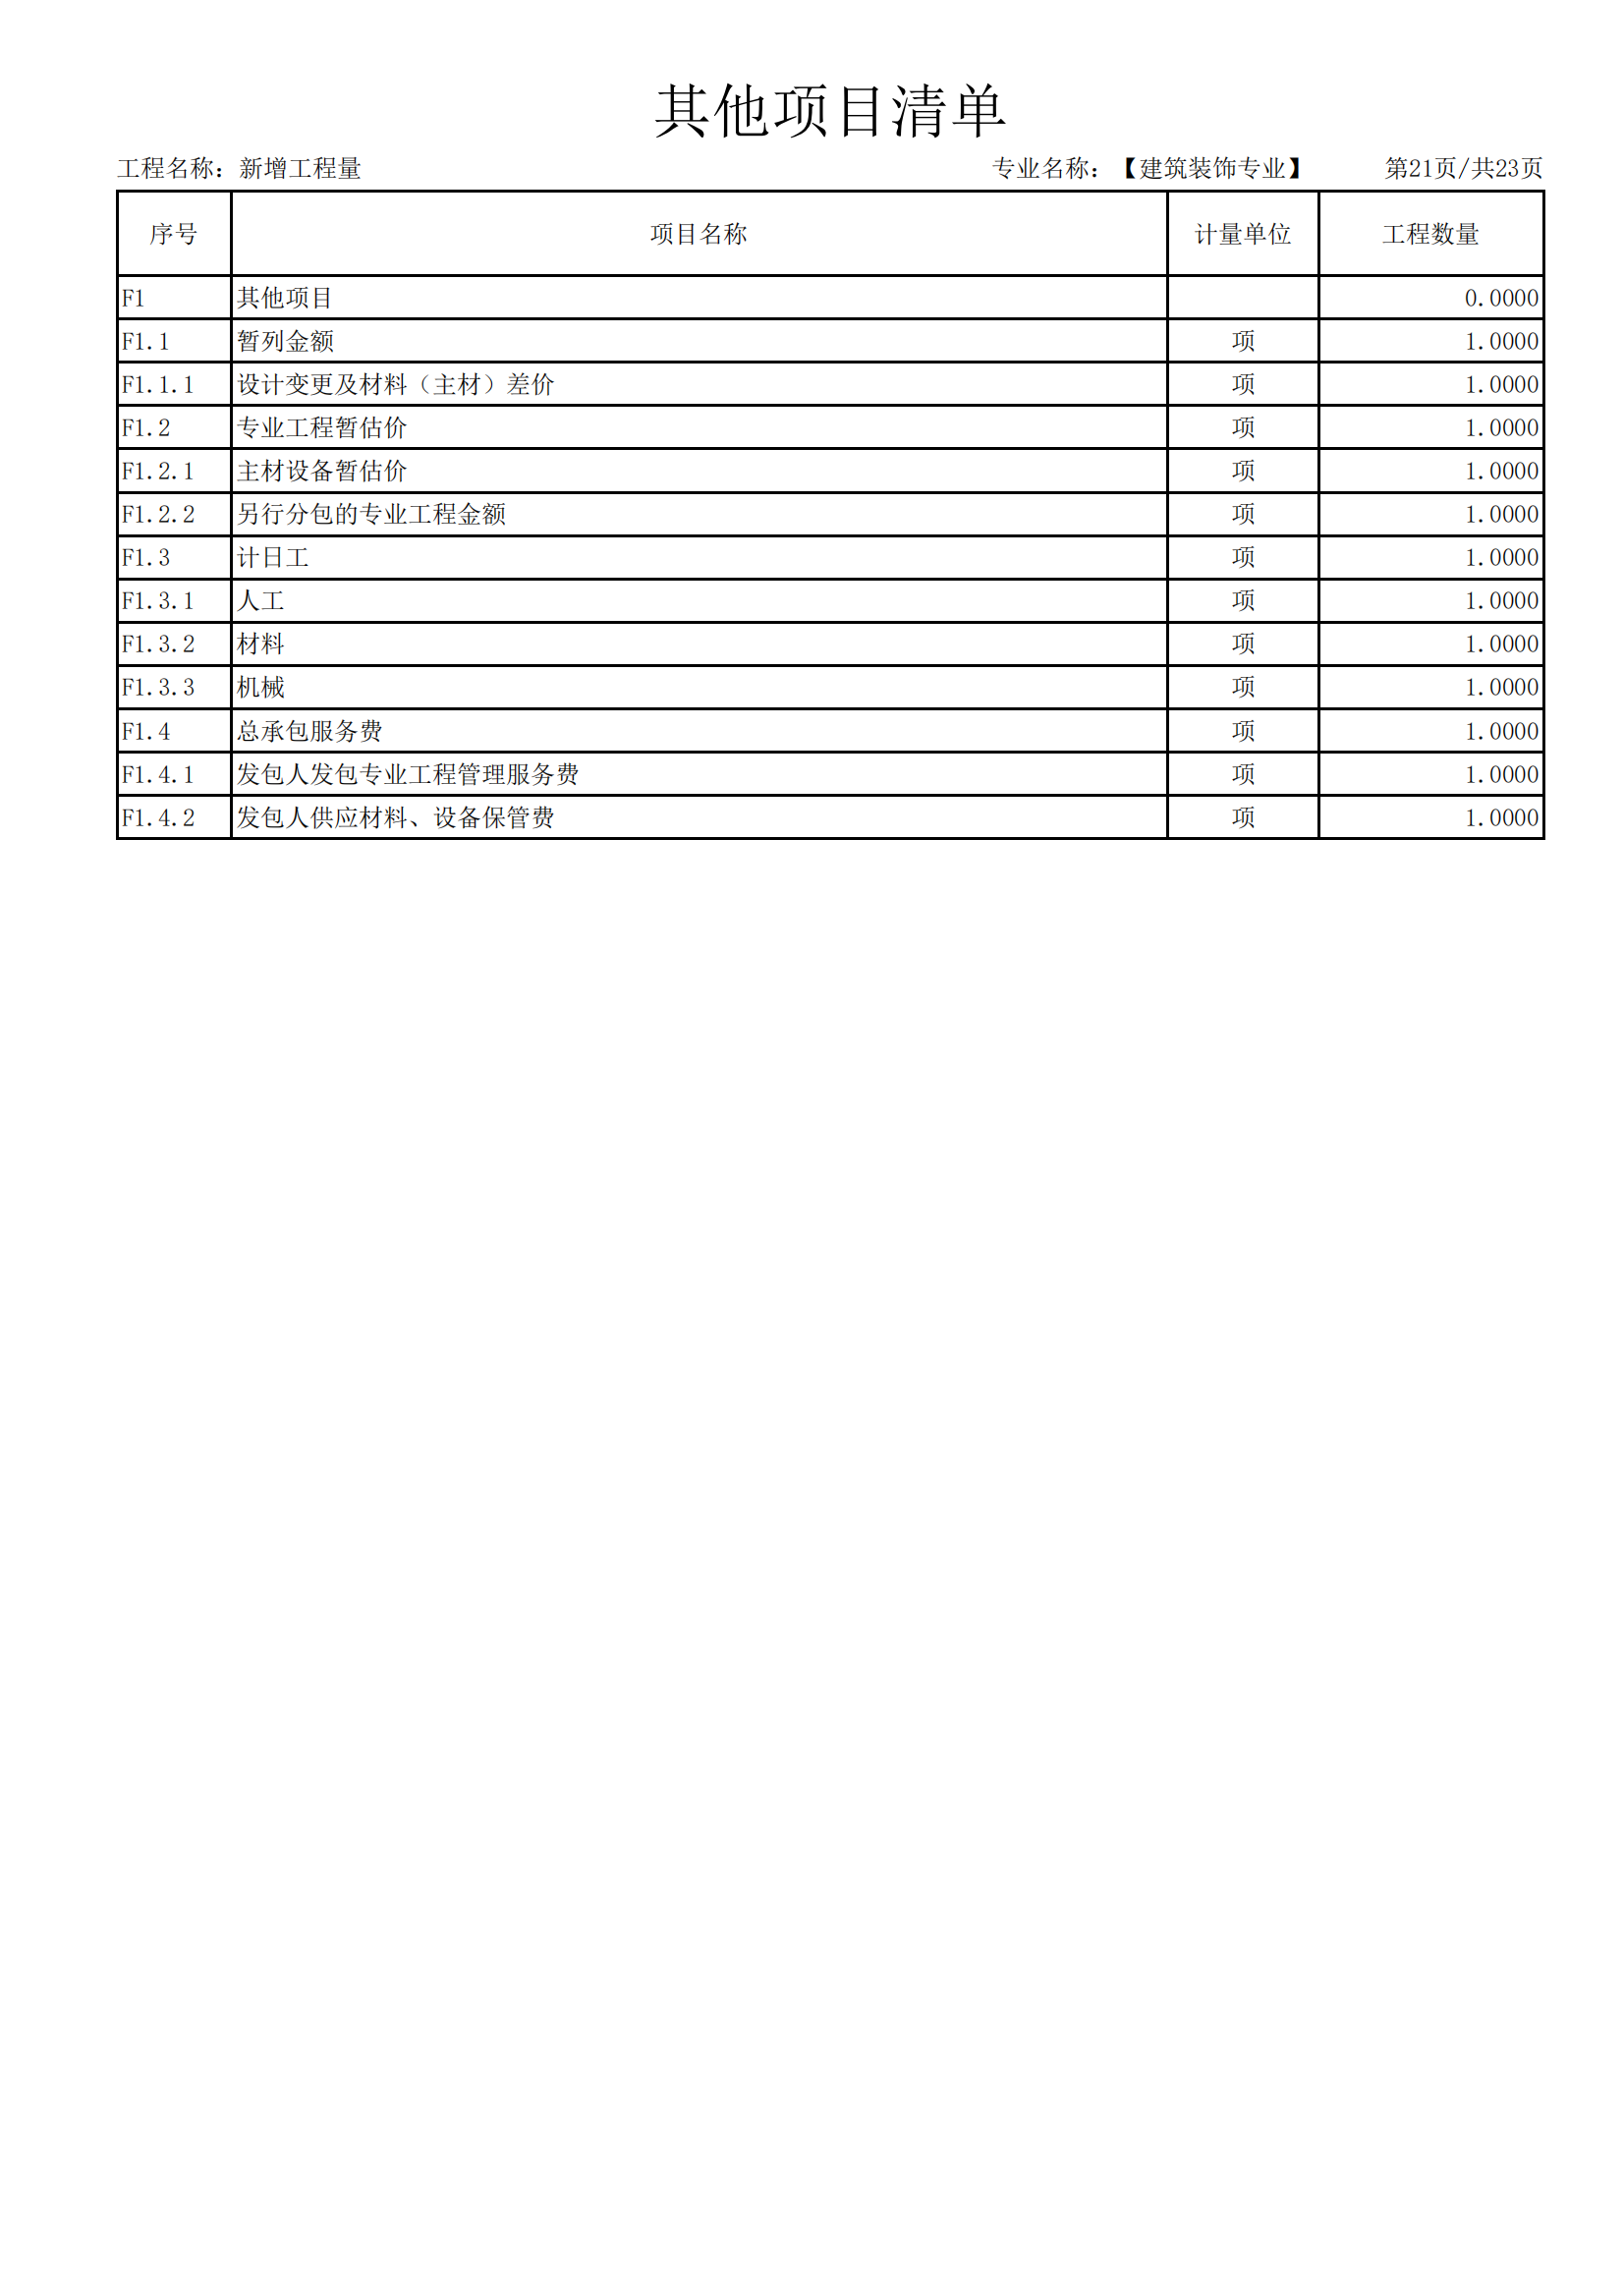 其他项目清单
工程名称：新增工程量 专业名称：【建筑装饰专业】 第21页/共23页
序号 项目名称 计量单位 工程数量
F1 其他项目 0.0000
F1.1 暂列金额 项 1.0000
F1.1.1 设计变更及材料（主材）差价 项 1.0000
F1.2 专业工程暂估价 项 1.0000
F1.2.1 主材设备暂估价 项 1.0000
F1.2.2 另行分包的专业工程金额 项 1.0000
F1.3 计日工 项 1.0000
F1.3.1 人工 项 1.0000
F1.3.2 材料 项 1.0000
F1.3.3 机械 项 1.0000
F1.4 总承包服务费 项 1.0000
F1.4.1 发包人发包专业工程管理服务费 项 1.0000
F1.4.2 发包人供应材料、设备保管费 项 1.0000